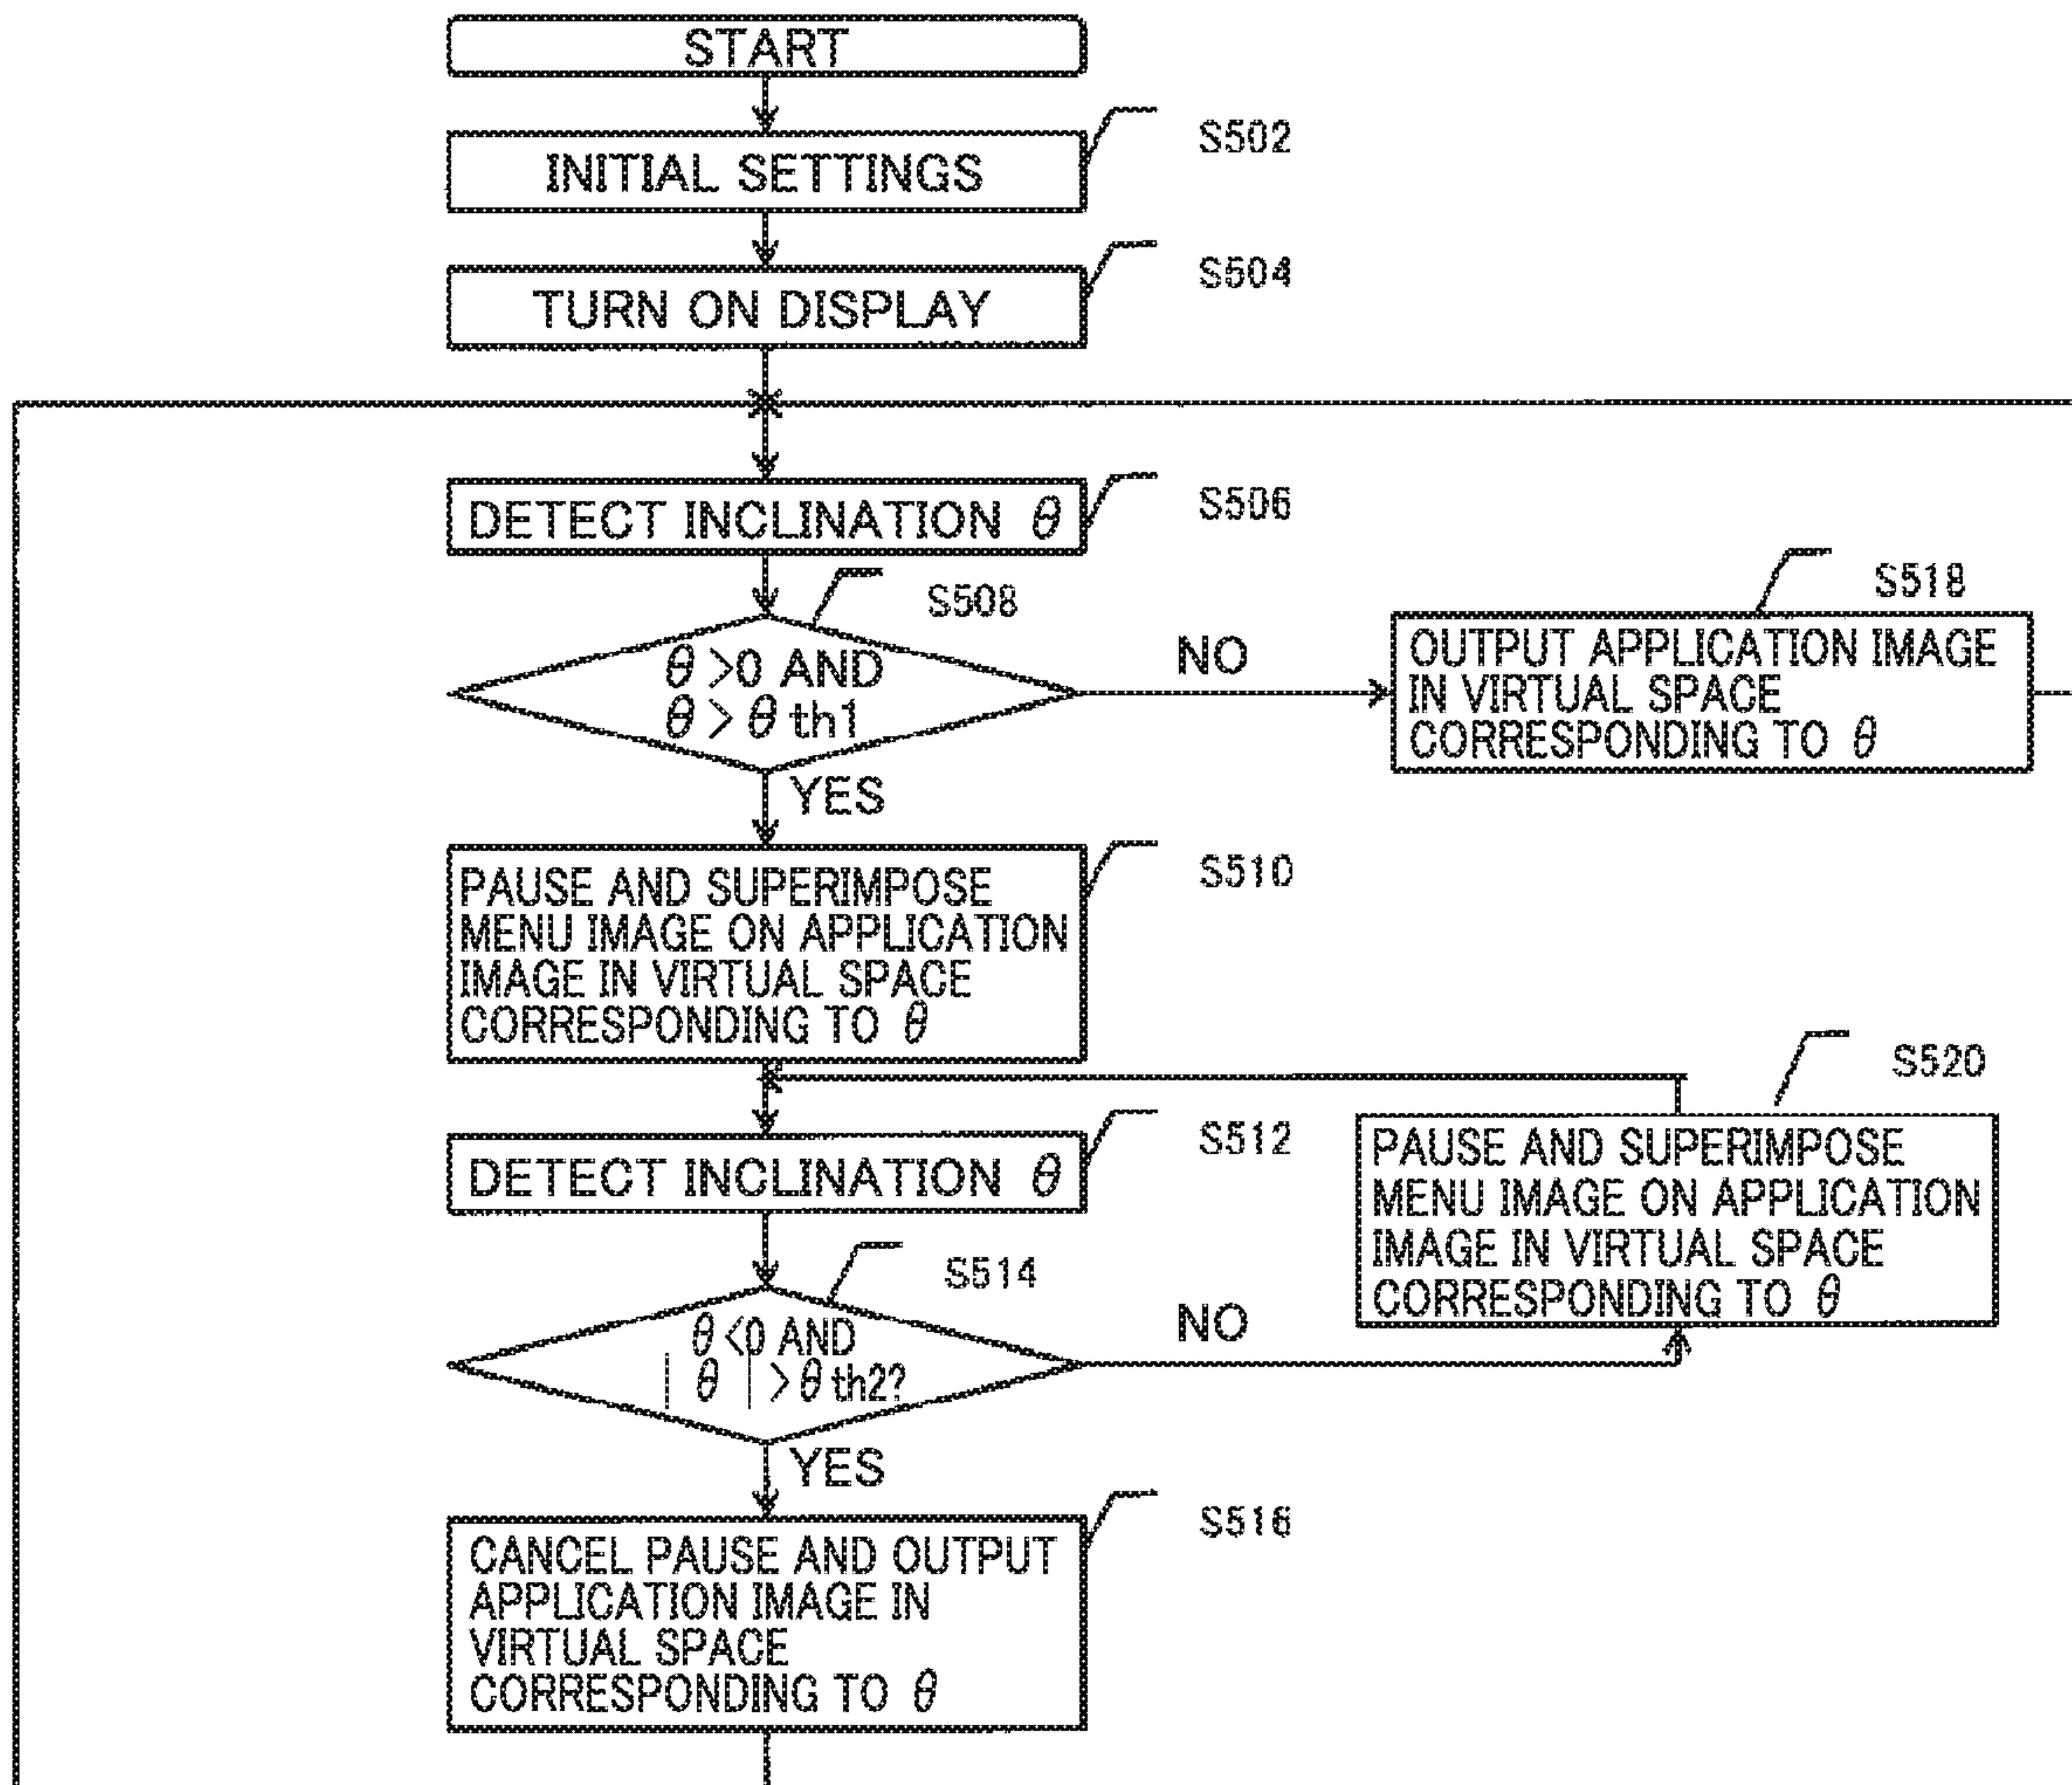 START
INITIAL SETTINGS
S502
TURN ON DISPLAY
S504
DETECT INCLINATION θ
S506
S508
θ >0 AND
θ > θ th1
NO
YES
S518
OUTPUT APPLICATION IMAGE
IN VIRTUAL SPACE
CORRESPONDING TO θ
PAUSE AND SUPERIMPOSE
MENU IMAGE ON APPLICATION
IMAGE IN VIRTUAL SPACE
CORRESPONDING TO θ
S510
DETECT INCLINATION θ
S512
S520
PAUSE AND SUPERIMPOSE
MENU IMAGE ON APPLICATION
IMAGE IN VIRTUAL SPACE
CORRESPONDING TO θ
S514
θ <0 AND
| θ | >θ th2?
NO
YES
CANCEL PAUSE AND OUTPUT
APPLICATION IMAGE IN
VIRTUAL SPACE
CORRESPONDING TO θ
S516